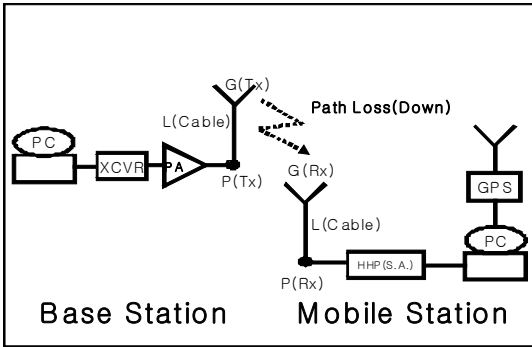 G(Tx)
L(Cable)
Path Loss(Down)
PC
XCVR
PA
P(Tx)
G(Rx)
GPS
L(Cable)
PC
HHP(S.A.)
P(Rx)
Base Station
Mobile Station